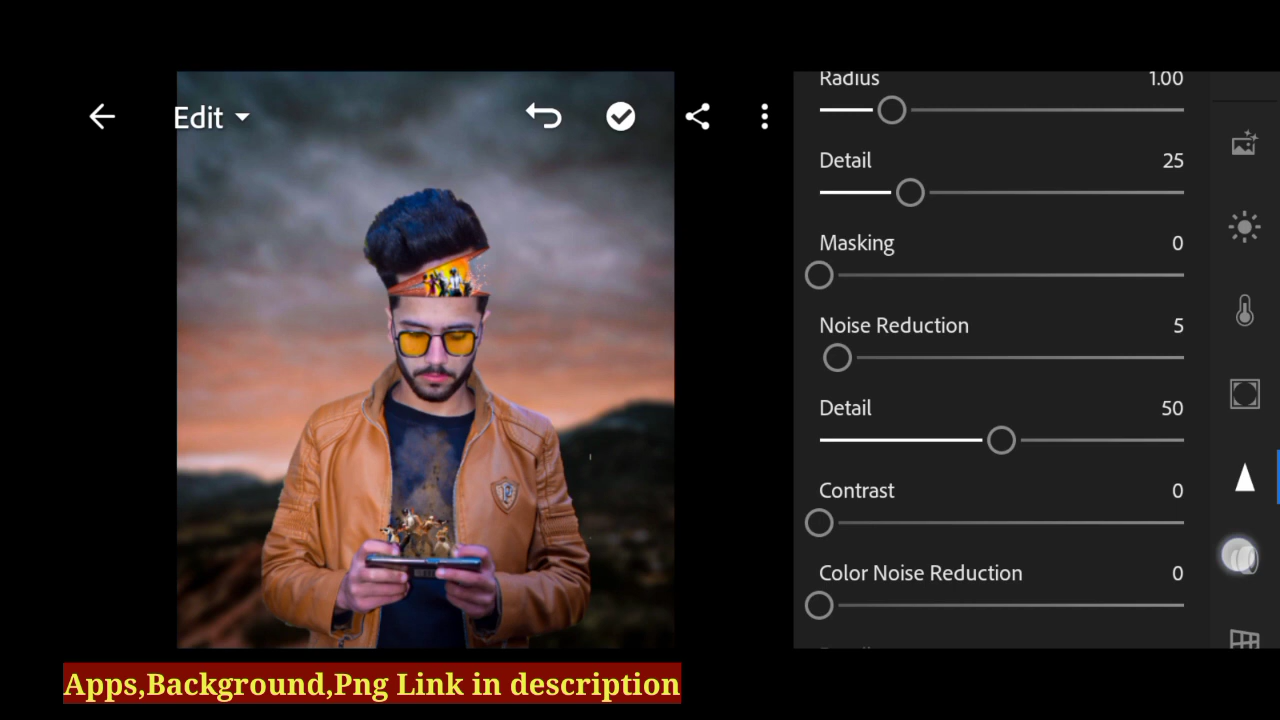 Edit
Radius 1.00
Detail 25
Masking 0
Noise Reduction 5
Detail 50
Contrast 0
Color Noise Reduction 0
Apps,Background,Png Link in description